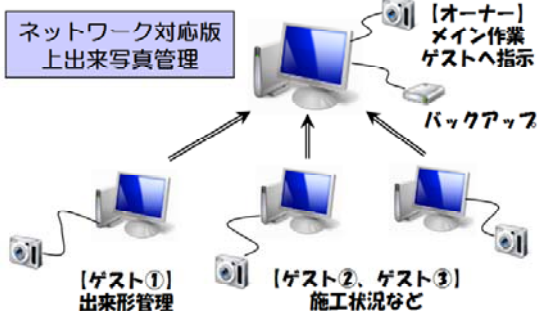 ネットワーク対応版
上出来写真管理
【オーナー】
メイン作業
ゲストへ指示
バックアップ
【ゲスト①】
出来形管理
【ゲスト②、ゲスト③】
施工状況など